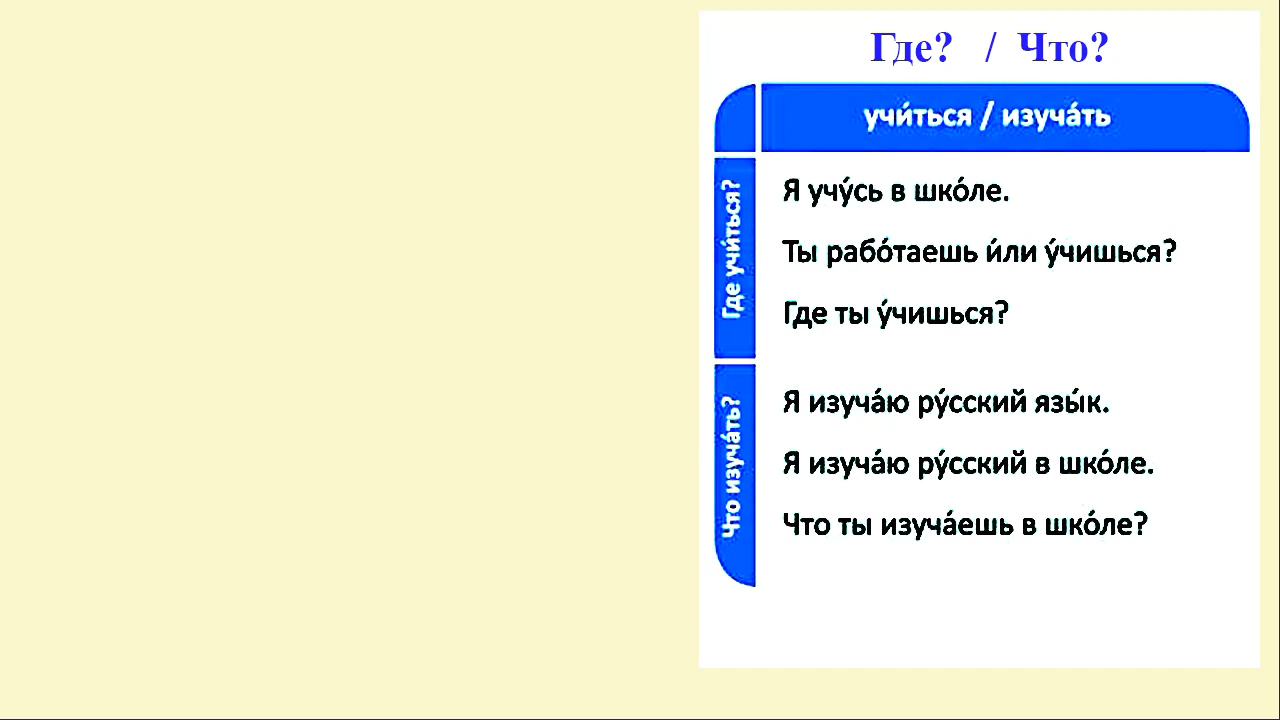 Где? / Что?
учи́ться / изуча́ть
Где учи́ться?
Я учу́сь в шко́ле.
Ты рабо́таешь и́ли у́чишься?
Где ты у́чишься?
Что изуча́ть?
Я изуча́ю ру́сский язы́к.
Я изуча́ю ру́сский в шко́ле.
Что ты изуча́ешь в шко́ле?